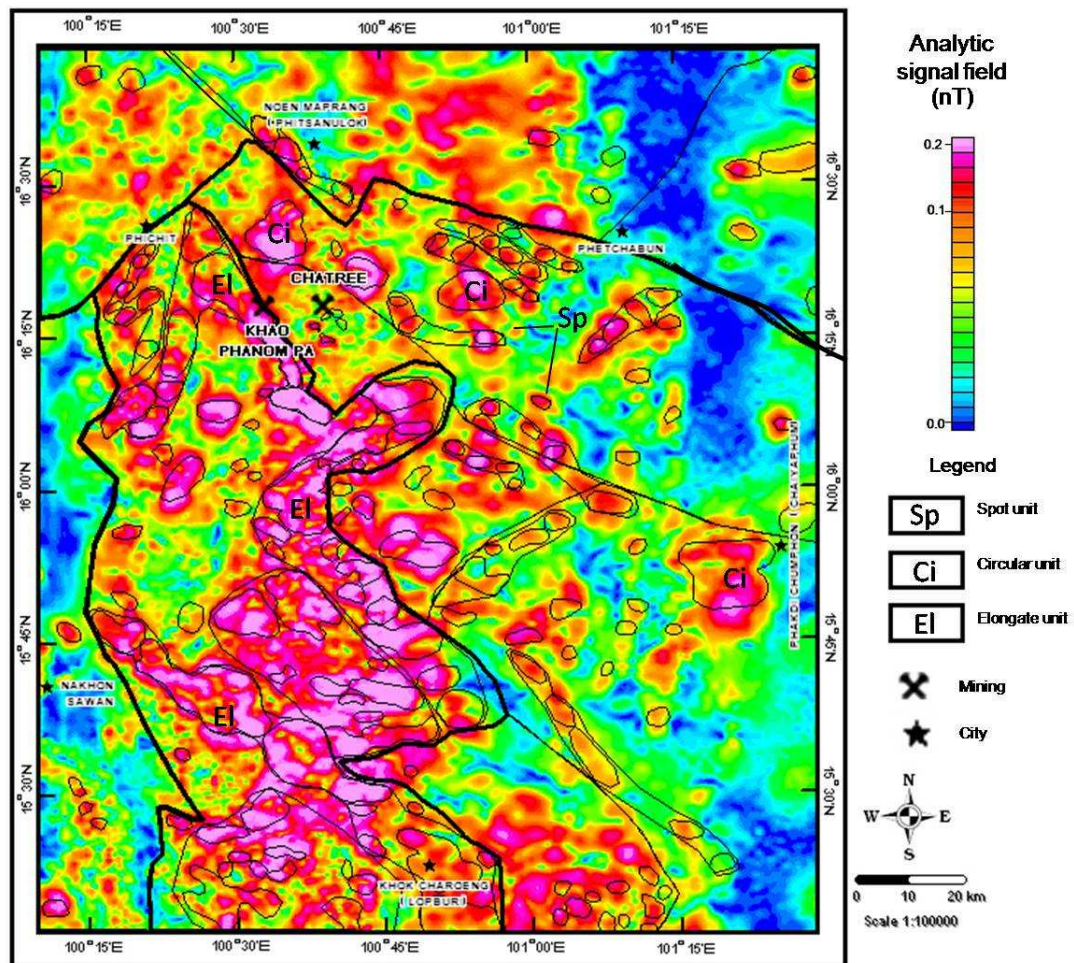 100°15'E 100°30'E 100°45'E 101°00'E 101°15'E
Analytic
signal field
(nT)
0.2
0.1
0.0
NOEN MAPRANG
(PHITSANULOK)
16°30'N
16°30'N
PHICHIT
Ci
PHETCHABUN
El
CHATREE
Ci
Sp
KHAO
PHANOM PA
16°15'N
16°15'N
El
16°00'N
16°00'N
PHAKDI CHUMPHON (CHAIYAPHUM)
Ci
15°45'N
15°45'N
NAKHON
SAWAN
El
15°30'N
15°30'N
KHOK CHAROENG
(LOPBURI)
100°15'E 100°30'E 100°45'E 101°00'E 101°15'E
Legend
Sp Spot unit
Ci Circular unit
El Elongate unit
Mining
City
N
W E
S
0 10 20 km
Scale 1:100000